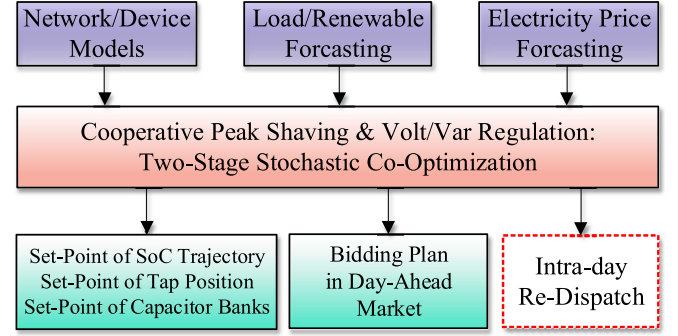 Network/Device
Models
Load/Renewable
Forcasting
Electricity Price
Forcasting
Cooperative Peak Shaving & Volt/Var Regulation:
Two-Stage Stochastic Co-Optimization
Set-Point of SoC Trajectory
Set-Point of Tap Position
Set-Point of Capacitor Banks
Bidding Plan
in Day-Ahead
Market
Intra-day
Re-Dispatch